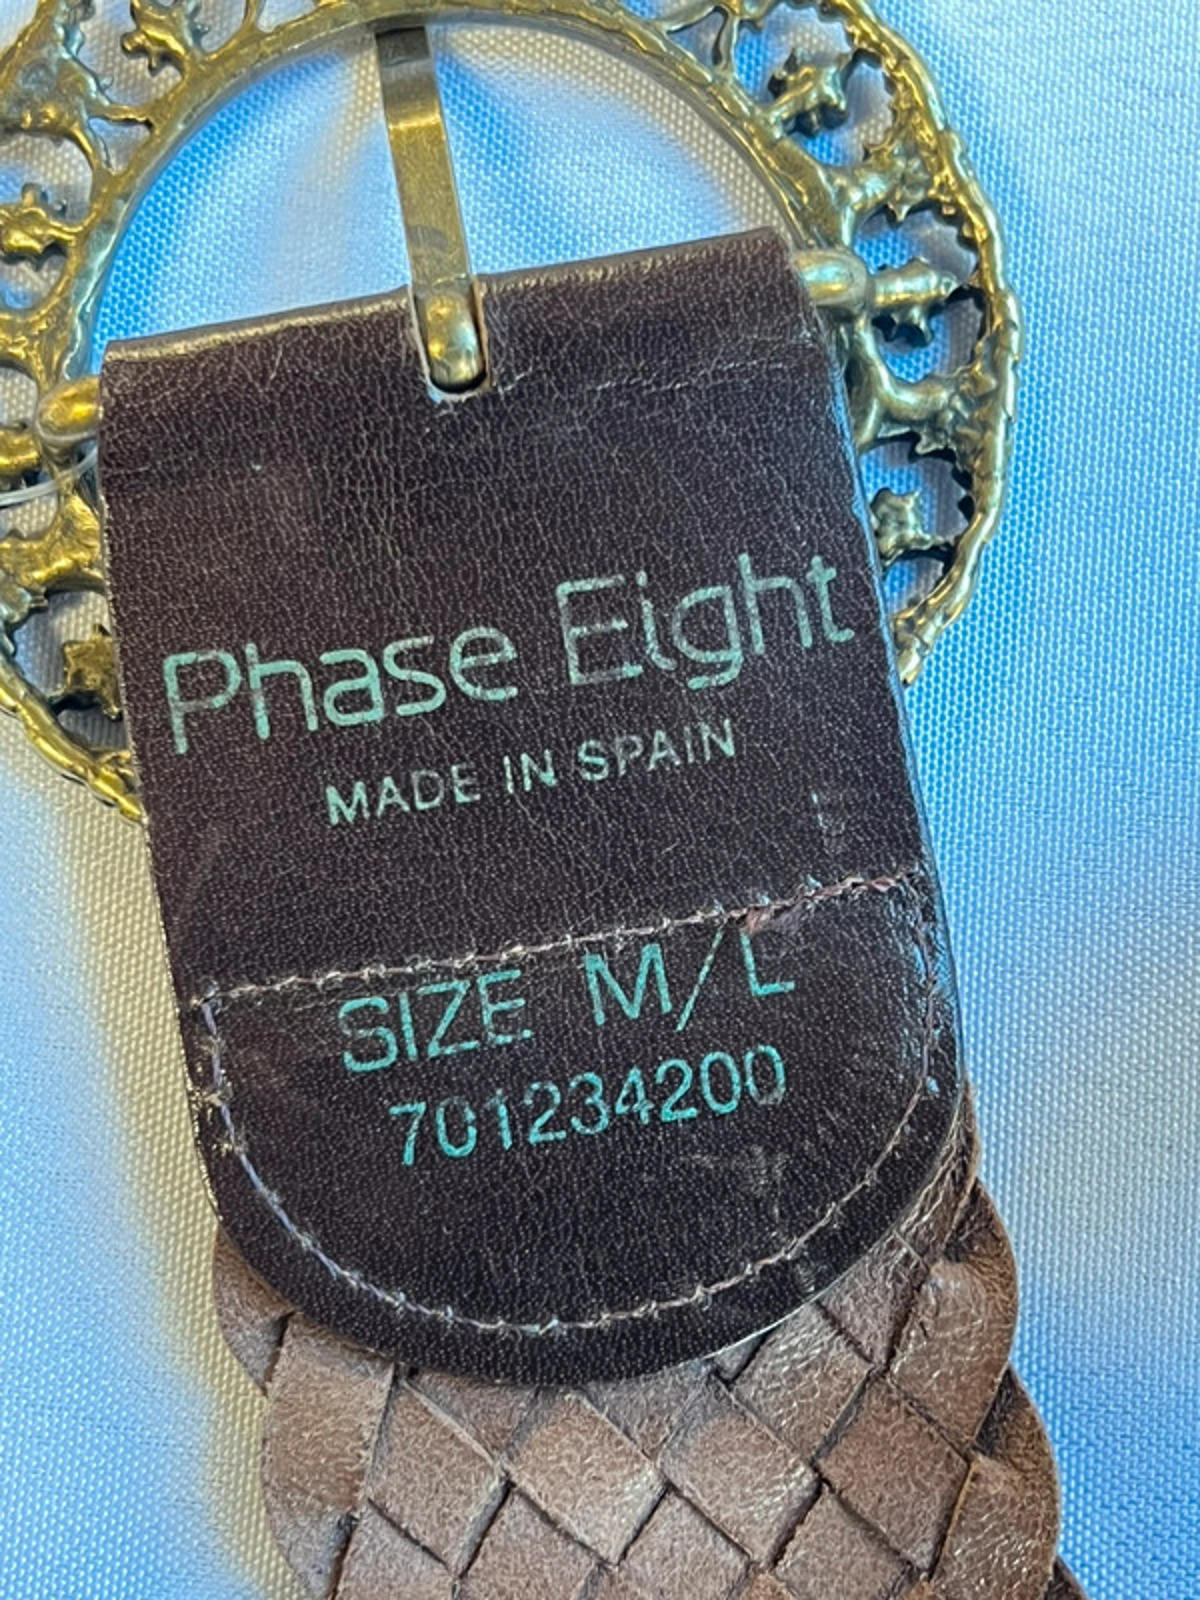 Phase Eight
MADE IN SPAIN
SIZE M/L
701234200